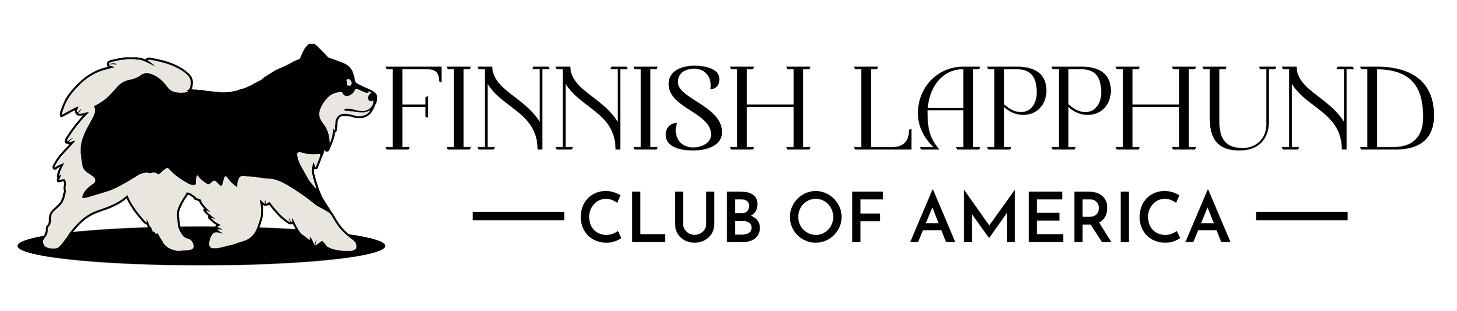 FINNISH LAPPHUND
CLUB OF AMERICA